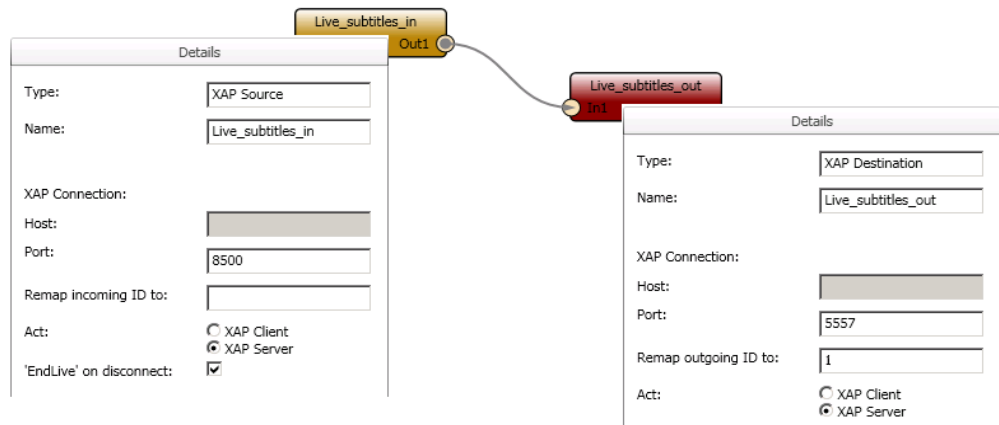 Live_subtitles_in
Out1
Details
Type:
XAP Source
Name:
Live_subtitles_in
XAP Connection:
Host:
Port:
8500
Remap incoming ID to:
Act:
XAP Client
XAP Server
'EndLive' on disconnect:
Live_subtitles_out
In1
Details
Type:
XAP Destination
Name:
Live_subtitles_out
XAP Connection:
Host:
Port:
5557
Remap outgoing ID to:
1
Act:
XAP Client
XAP Server